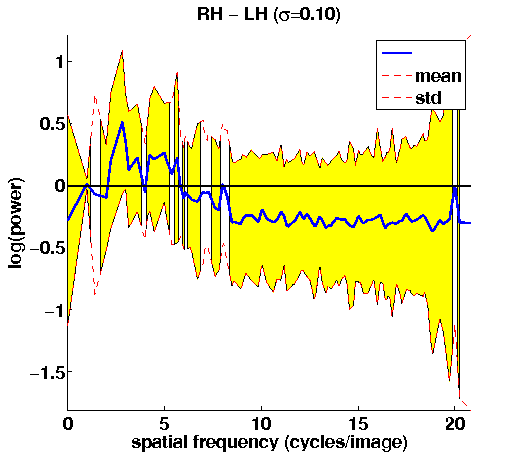 RH − LH (σ=0.10)
mean
std
1
0.5
0
−0.5
−1
−1.5
log(power)
0 5 10 15 20
spatial frequency (cycles/image)